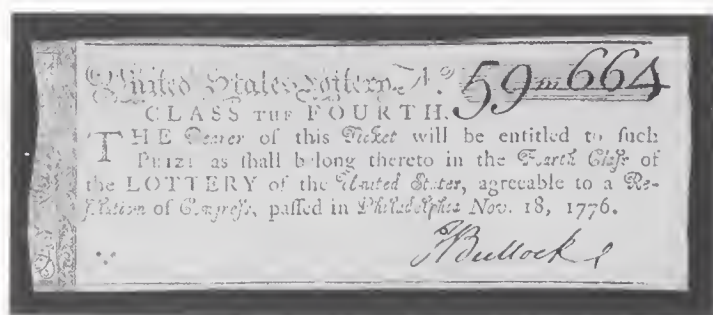 United States Lottery. Nº 59m664
CLASS THE FOURTH.
THE Bearer of this Ticket will be entitled to ſuch
PRIZE as ſhall belong thereto in the Fourth Claſs of
the LOTTERY of the United States, agreeable to a Re-
ſolution of Congreſs, paſſed in Philadelphia Nov. 18, 1776.
Bullock